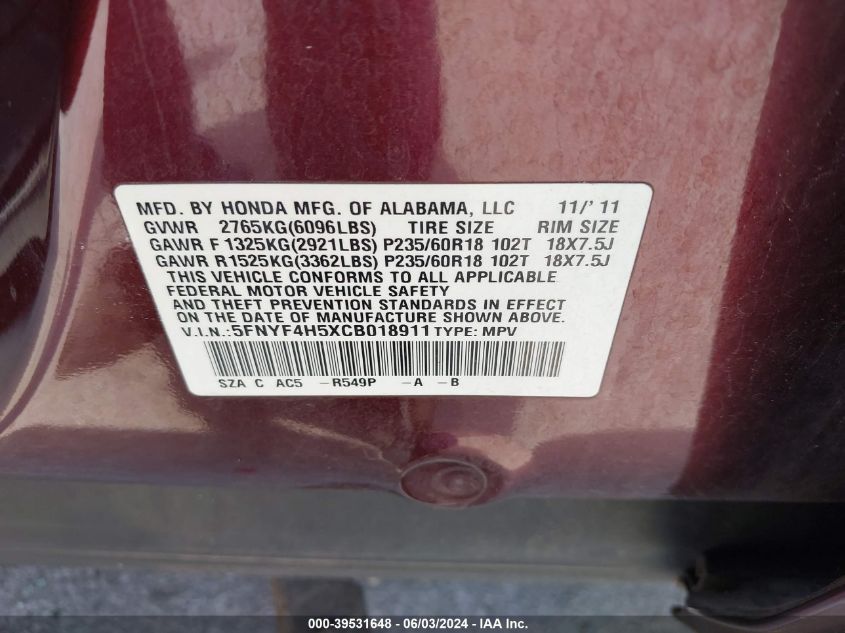 MFD. BY HONDA MFG. OF ALABAMA, LLC 11/'11
GVWR 2765KG(6096LBS) TIRE SIZE RIM SIZE
GAWR F 1325KG(2921LBS) P235/60R18 102T 18X7.5J
GAWR R1525KG(3362LBS) P235/60R18 102T 18X7.5J
THIS VEHICLE CONFORMS TO ALL APPLICABLE
FEDERAL MOTOR VEHICLE SAFETY
AND THEFT PREVENTION STANDARDS IN EFFECT
ON THE DATE OF MANUFACTURE SHOWN ABOVE.
V.I.N.:5FNYF4H5XCB018911 TYPE: MPV
SZA C AC5 -R549P -A -B
000-39531648 - 06/03/2024 - IAA Inc.